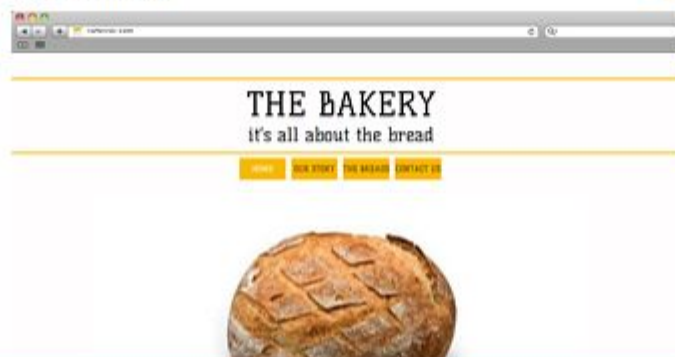 THE BAKERY
it's all about the bread
HOME OUR STORY THE BREADS CONTACT US